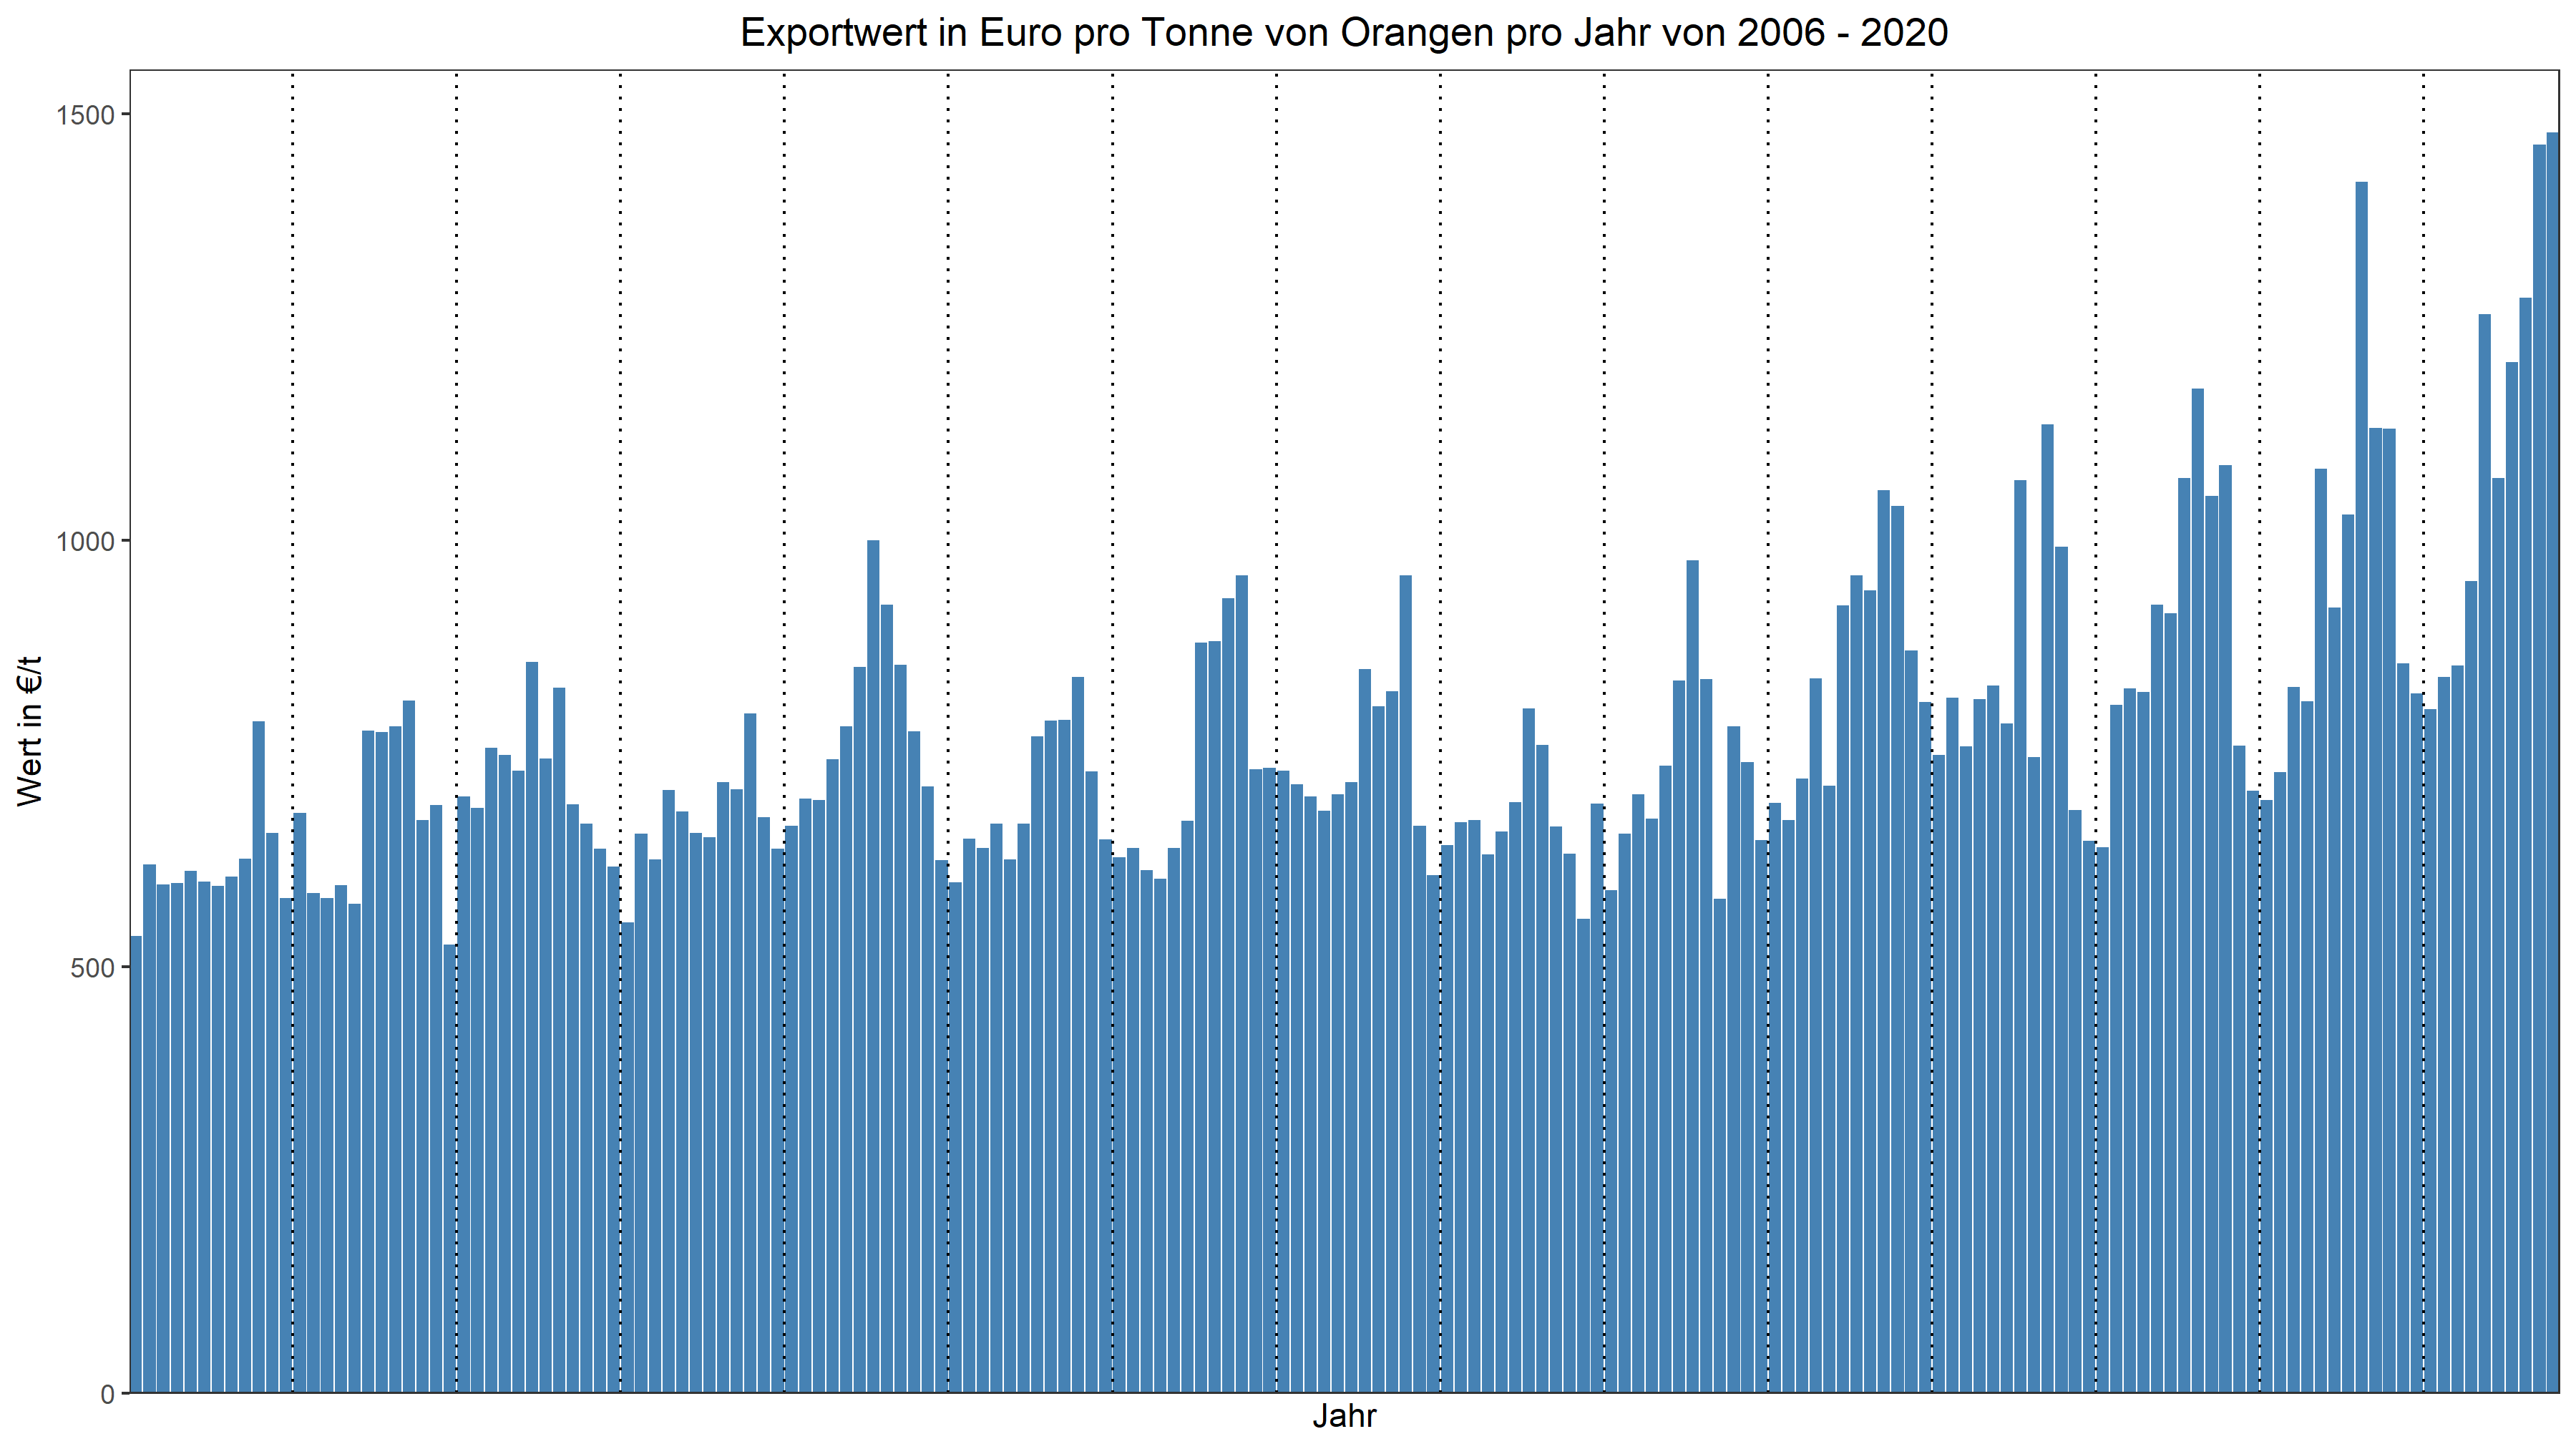 Exportwert in Euro pro Tonne von Orangen pro Jahr von 2006 - 2020
1500
1000
Wert in €/t
500
0
Jahr